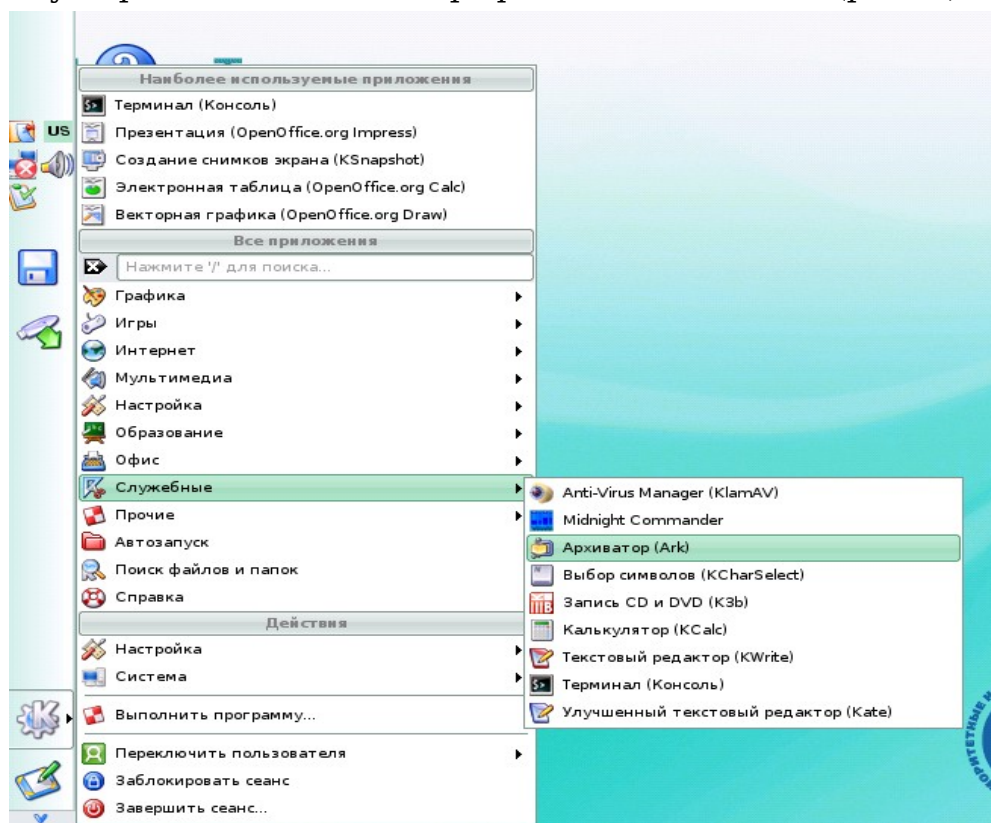 Наиболее используемые приложения
Терминал (Консоль)
US
Презентация (OpenOffice.org Impress)
Создание снимков экрана (KSnapshot)
Электронная таблица (OpenOffice.org Calc)
Векторная графика (OpenOffice.org Draw)
Все приложения
Нажмите '/' для поиска...
Графика
Игры
Интернет
Мультимедиа
Настройка
Образование
Офис
Служебные
Прочие
Автозапуск
Поиск файлов и папок
Справка
Anti-Virus Manager (KlamAV)
Midnight Commander
Архиватор (Ark)
Выбор символов (KCharSelect)
Запись CD и DVD (K3b)
Калькулятор (KCalc)
Текстовый редактор (KWrite)
Терминал (Консоль)
Улучшенный текстовый редактор (Kate)
Действия
Настройка
Система
Выполнить программу...
Переключить пользователя
Заблокировать сеанс
Завершить сеанс...